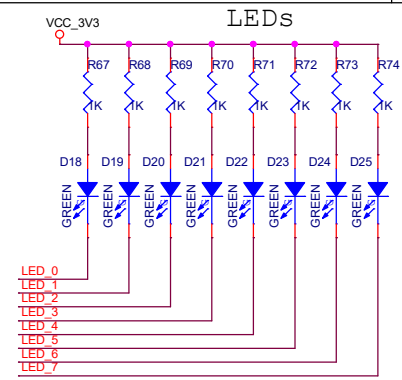 LEDs
VCC_3V3
R67 R68 R69 R70 R71 R72 R73 R74
1K 1K 1K 1K 1K 1K 1K 1K
D18 D19 D20 D21 D22 D23 D24 D25
GREEN GREEN GREEN GREEN GREEN GREEN GREEN GREEN
LED_0
LED_1
LED_2
LED_3
LED_4
LED_5
LED_6
LED_7